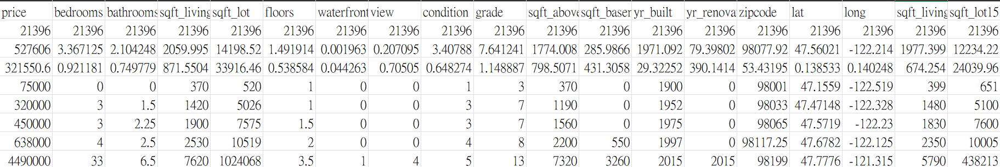 price bedrooms bathrooms sqft_living sqft_lot floors waterfront view condition grade sqft_above sqft_baser yr_built yr_renova zipcode lat long sqft_living sqft_lot15
21396 21396 21396 21396 21396 21396 21396 21396 21396 21396 21396 21396 21396 21396 21396 21396 21396 21396 21396
527606 3.367125 2.104248 2059.995 14198.52 1.491914 0.001963 0.207095 3.40788 7.641241 1774.008 285.9866 1971.092 79.39802 98077.92 47.56021 -122.214 1977.399 12234.22
321550.6 0.921181 0.749779 871.5504 33916.46 0.538584 0.044263 0.70505 0.648274 1.148887 798.5071 431.3058 29.32252 390.1414 53.43195 0.138533 0.140248 674.254 24039.96
75000 0 0 370 520 1 0 0 1 3 370 0 1900 0 98001 47.1559 -122.519 399 651
320000 3 1.5 1420 5026 1 0 0 3 7 1190 0 1952 0 98033 47.47148 -122.328 1480 5100
450000 3 2.25 1900 7575 1.5 0 0 3 7 1560 0 1975 0 98065 47.5719 -122.23 1830 7600
638000 4 2.5 2530 10519 2 0 0 4 8 2200 550 1997 0 98117.25 47.6782 -122.125 2350 10005
4490000 33 6.5 7620 1024068 3.5 1 4 5 13 7320 3260 2015 2015 98199 47.7776 -121.315 5790 438213